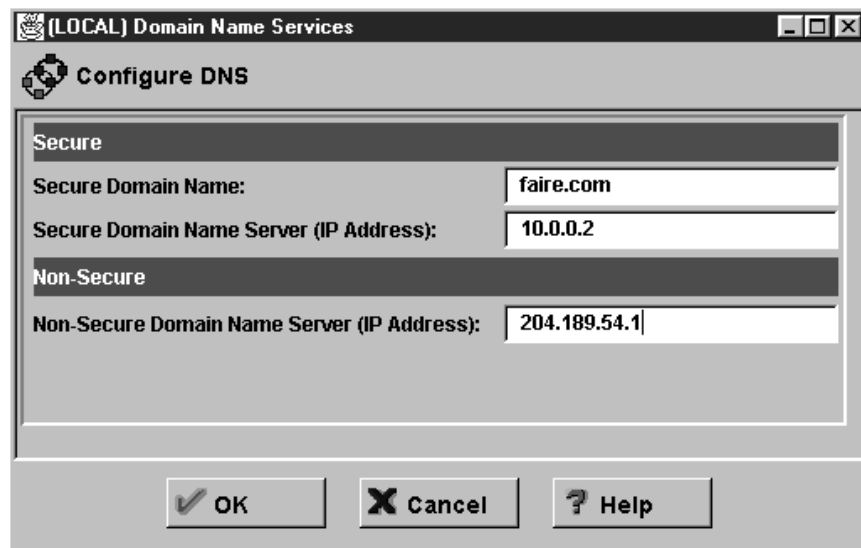 (LOCAL) Domain Name Services
Configure DNS
Secure
Secure Domain Name: faire.com
Secure Domain Name Server (IP Address): 10.0.0.2
Non-Secure
Non-Secure Domain Name Server (IP Address): 204.189.54.1
OK Cancel Help